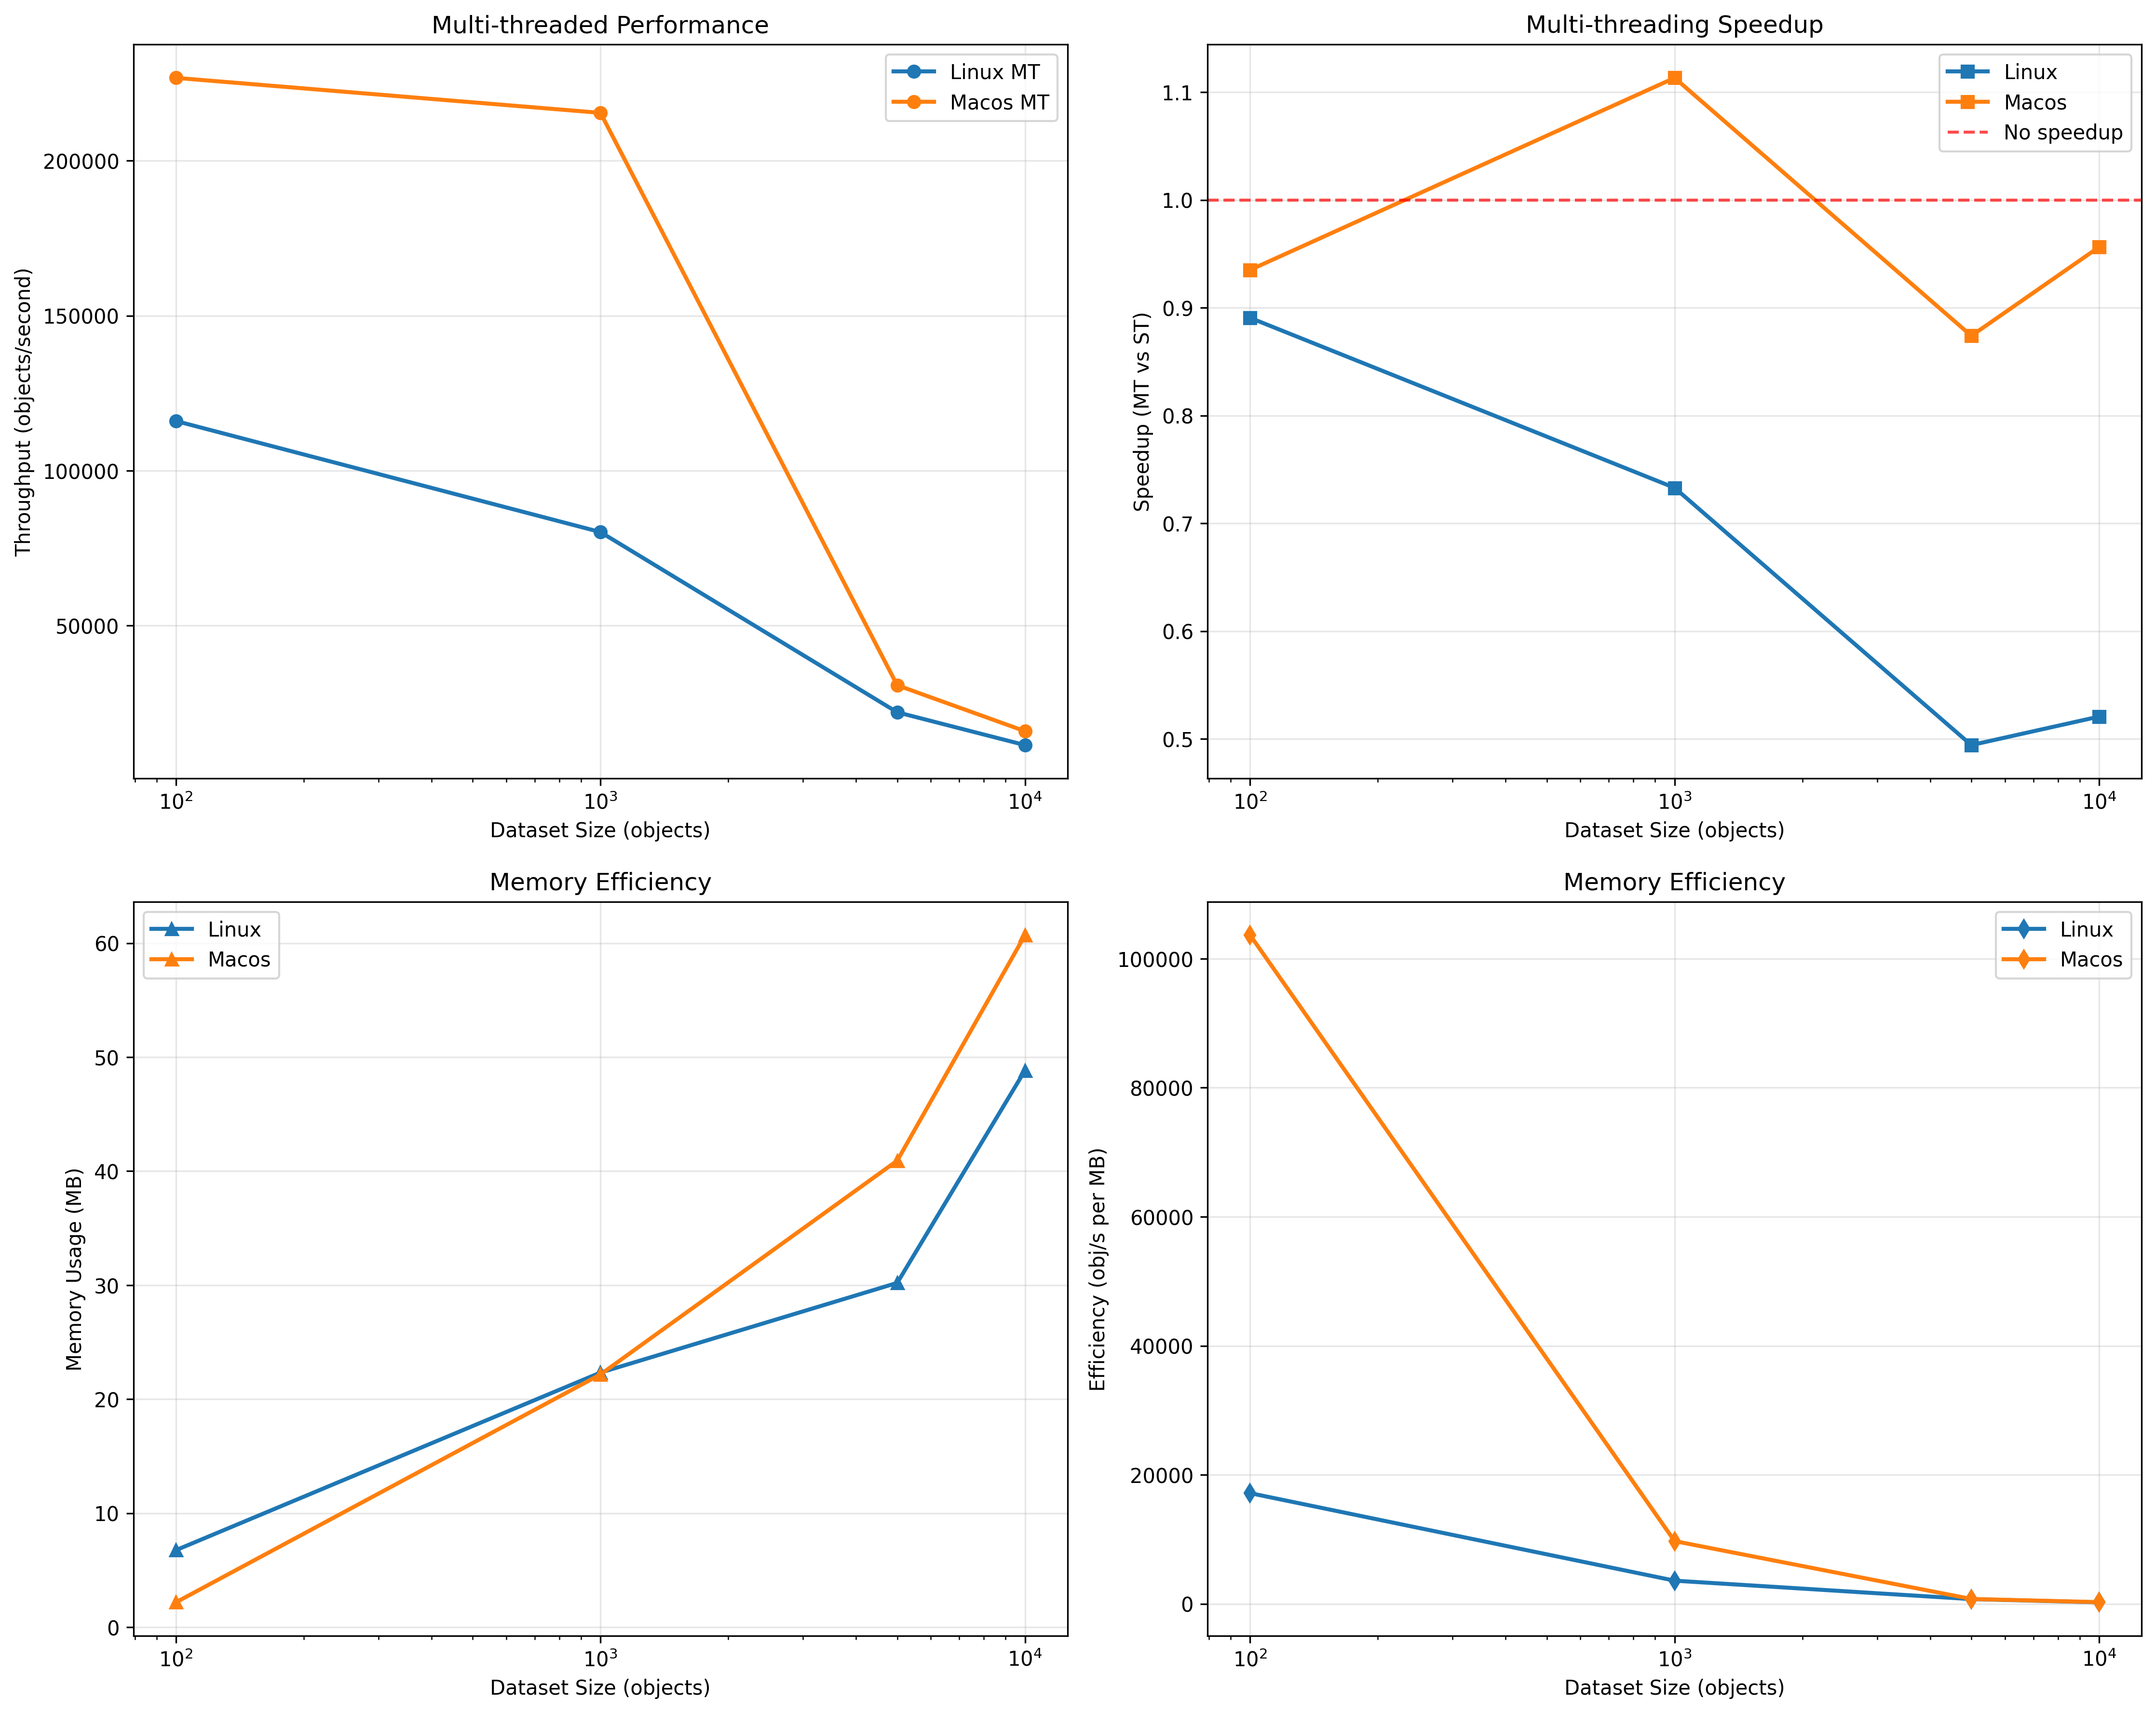 Multi-threaded Performance
Throughput (objects/second)
200000
150000
100000
50000
Linux MT
Macos MT
10²
10³
10⁴
Dataset Size (objects)
Multi-threading Speedup
Speedup (MT vs ST)
1.1
1.0
0.9
0.8
0.7
0.6
0.5
Linux
Macos
No speedup
10²
10³
10⁴
Dataset Size (objects)
Memory Efficiency
Memory Usage (MB)
60
50
40
30
20
10
0
Linux
Macos
10²
10³
10⁴
Dataset Size (objects)
Memory Efficiency
Efficiency (obj/s per MB)
100000
80000
60000
40000
20000
0
Linux
Macos
10²
10³
10⁴
Dataset Size (objects)